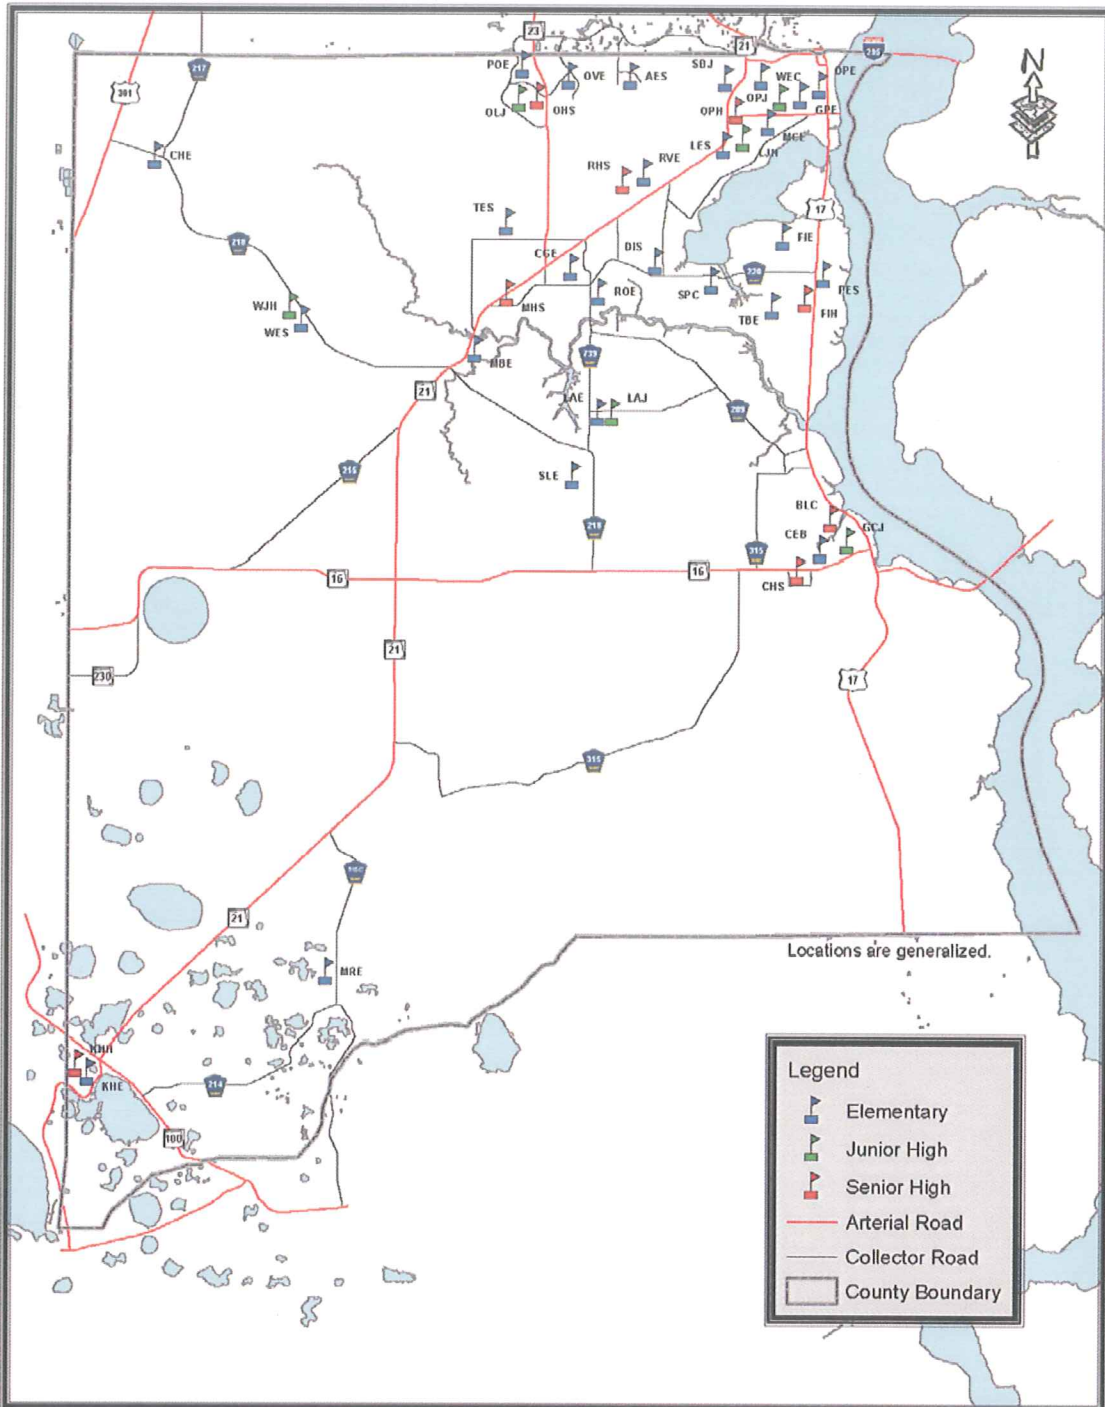 23
21
295
217
301
POE
OVE
AES
SBJ
OPJ
WEC
OPE
GPE
OLJ
OHS
OPH
MCE
LES
LJH
CHE
RHS
RVE
N
TES
17
218
FIE
CGE
DIS
220
SPC
PES
WJH
WES
MHS
ROE
TBE
FIH
MBE
739
21
LAE
LAJ
209
215
SLE
218
BLC
CEB
GCJ
315
16
16
CHS
21
230
17
315
21
Locations are generalized.
MRE
KHE
214
100
Legend
Elementary
Junior High
Senior High
Arterial Road
Collector Road
County Boundary